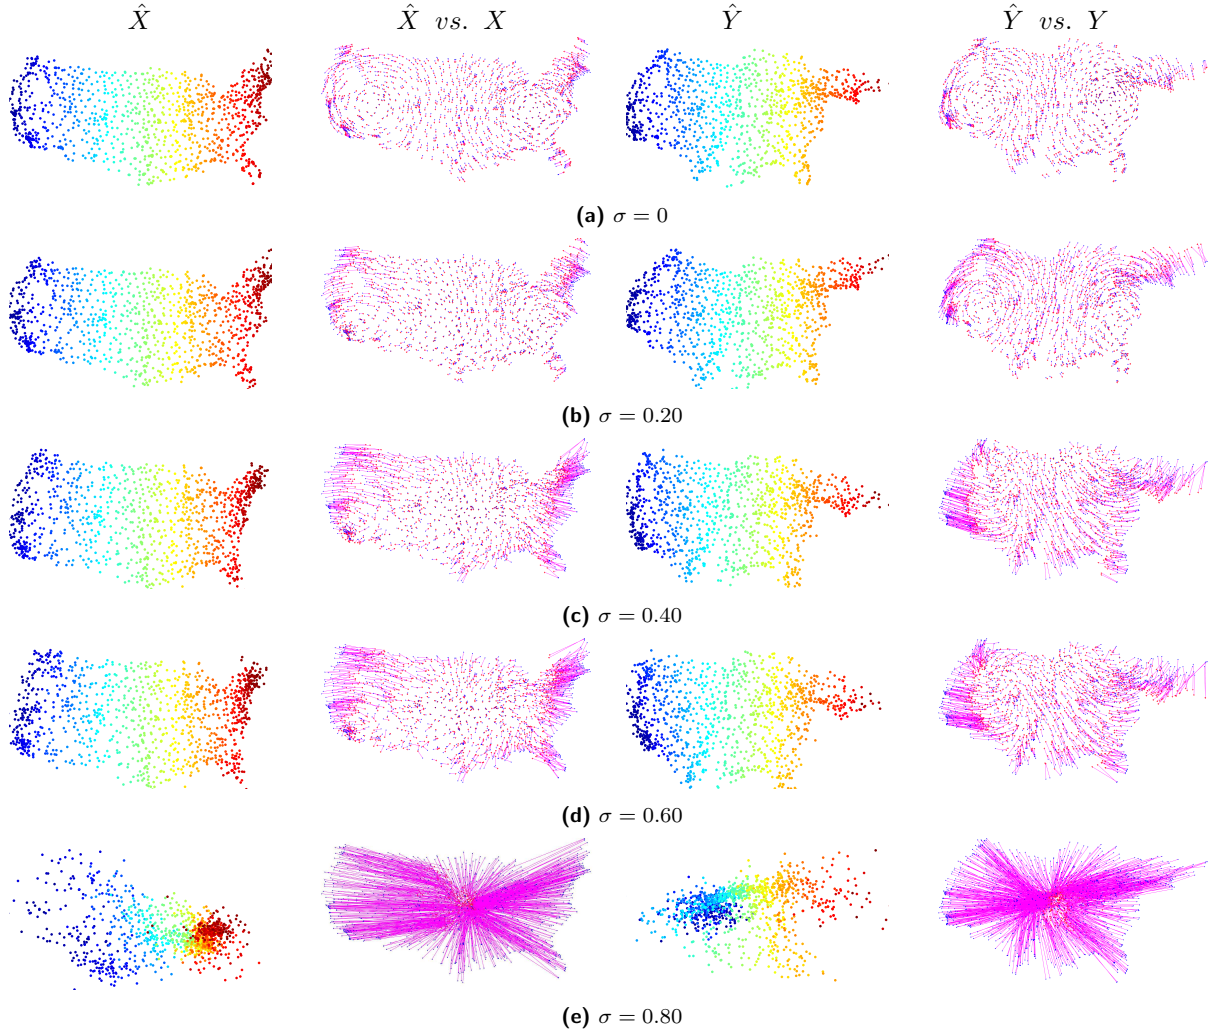 X̂ X̂ vs. X Ŷ Ŷ vs. Y
(a) σ = 0
(b) σ = 0.20
(c) σ = 0.40
(d) σ = 0.60
(e) σ = 0.80